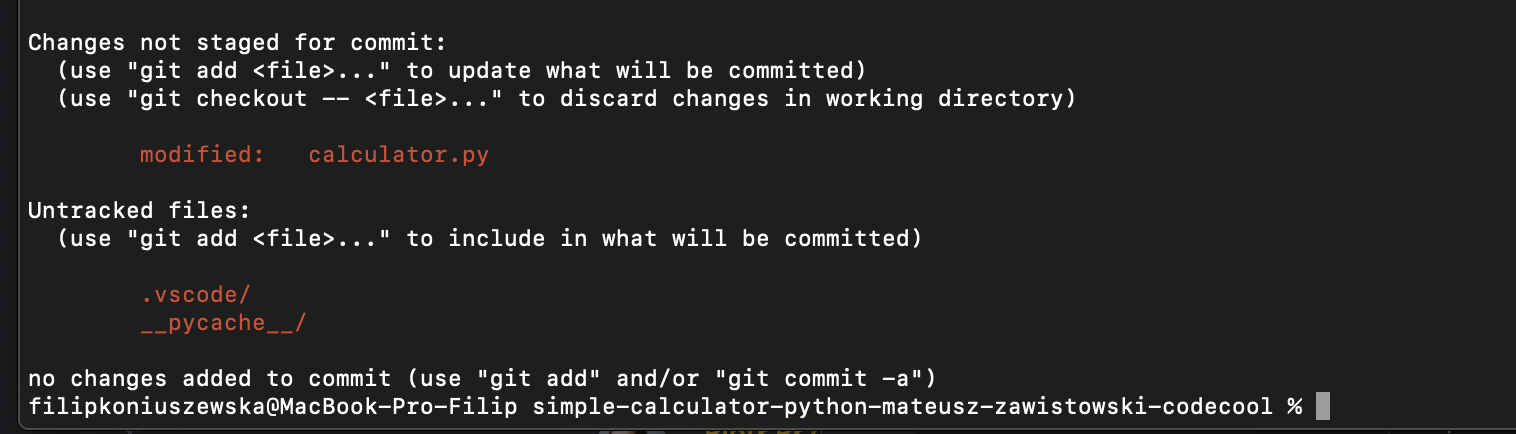 Changes not staged for commit:
(use "git add <file>..." to update what will be committed)
(use "git checkout -- <file>..." to discard changes in working directory)
modified: calculator.py
Untracked files:
(use "git add <file>..." to include in what will be committed)
.vscode/
__pycache__/
no changes added to commit (use "git add" and/or "git commit -a")
filipkoniuszewska@MacBook-Pro-Filip simple-calculator-python-mateusz-zawistowski-codecool %